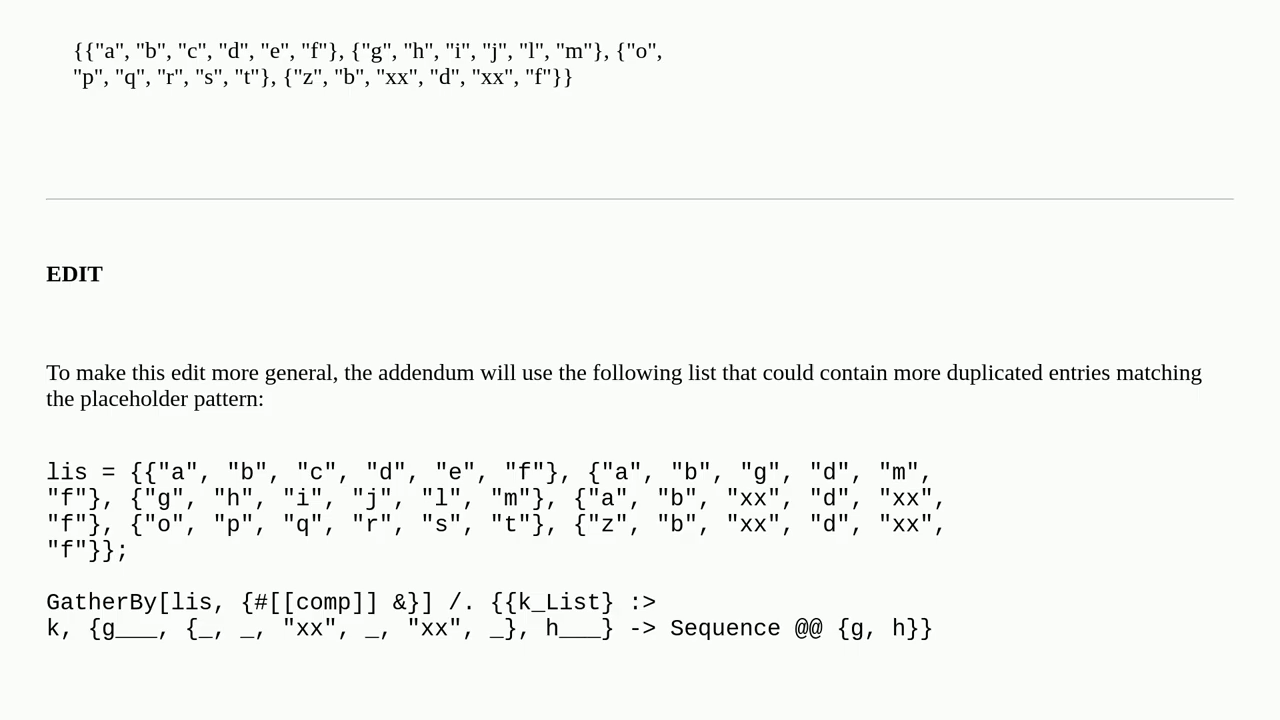 {{"a", "b", "c", "d", "e", "f"}, {"g", "h", "i", "j", "l", "m"}, {"o",
"p", "q", "r", "s", "t"}, {"z", "b", "xx", "d", "xx", "f"}}
EDIT
To make this edit more general, the addendum will use the following list that could contain more duplicated entries matching
the placeholder pattern:
lis = {{"a", "b", "c", "d", "e", "f"}, {"a", "b", "g", "d", "m",
"f"}, {"g", "h", "i", "j", "l", "m"}, {"a", "b", "xx", "d", "xx",
"f"}, {"o", "p", "q", "r", "s", "t"}, {"z", "b", "xx", "d", "xx",
"f"}};
GatherBy[lis, {#[[comp]] &}] /. {{k_List} :>
k, {g___, {_, _, "xx", _, "xx", _}, h___} -> Sequence @@ {g, h}}